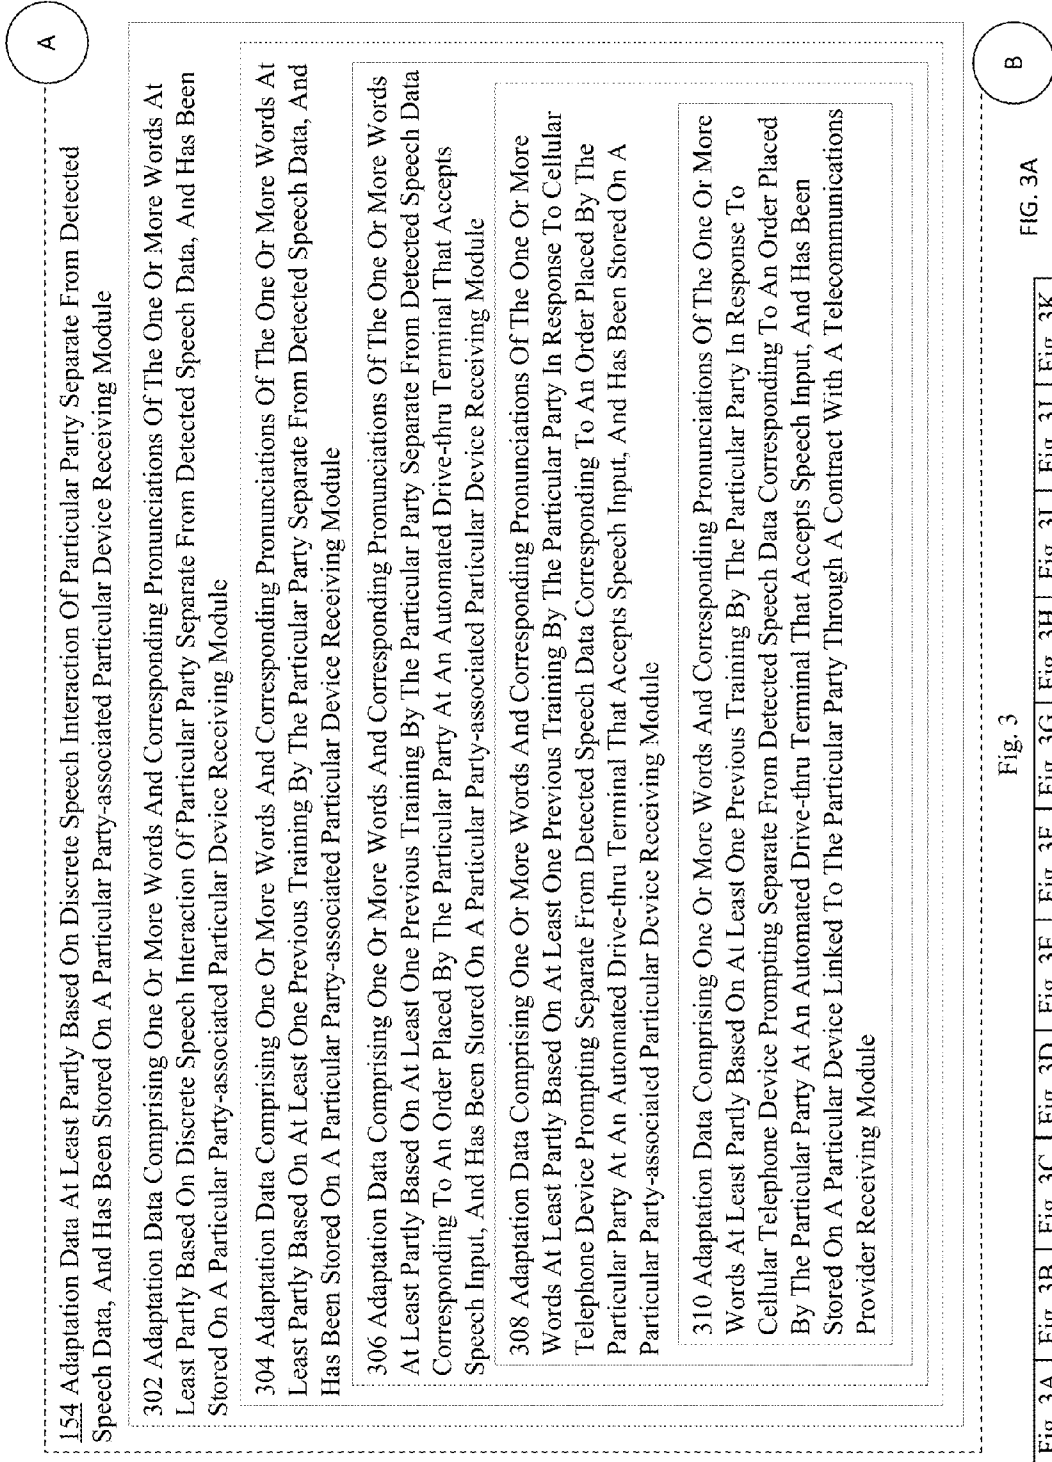 A
154 Adaptation Data At Least Partly Based On Discrete Speech Interaction Of Particular Party Separate From Detected
Speech Data, And Has Been Stored On A Particular Party-associated Particular Device Receiving Module
302 Adaptation Data Comprising One Or More Words And Corresponding Pronunciations Of The One Or More Words At
Least Partly Based On Discrete Speech Interaction Of Particular Party Separate From Detected Speech Data, And Has Been
Stored On A Particular Party-associated Particular Device Receiving Module
304 Adaptation Data Comprising One Or More Words And Corresponding Pronunciations Of The One Or More Words At
Least Partly Based On At Least One Previous Training By The Particular Party Separate From Detected Speech Data, And
Has Been Stored On A Particular Party-associated Particular Device Receiving Module
306 Adaptation Data Comprising One Or More Words And Corresponding Pronunciations Of The One Or More Words
At Least Partly Based On At Least One Previous Training By The Particular Party Separate From Detected Speech Data
Corresponding To An Order Placed By The Particular Party At An Automated Drive-thru Terminal That Accepts
Speech Input, And Has Been Stored On A Particular Party-associated Particular Device Receiving Module
308 Adaptation Data Comprising One Or More Words And Corresponding Pronunciations Of The One Or More
Words At Least Partly Based On At Least One Previous Training By The Particular Party In Response To Cellular
Telephone Device Prompting Separate From Detected Speech Data Corresponding To An Order Placed By The
Particular Party At An Automated Drive-thru Terminal That Accepts Speech Input, And Has Been Stored On A
Particular Party-associated Particular Device Receiving Module
310 Adaptation Data Comprising One Or More Words And Corresponding Pronunciations Of The One Or More
Words At Least Partly Based On At Least One Previous Training By The Particular Party In Response To
Cellular Telephone Device Prompting Separate From Detected Speech Data Corresponding To An Order Placed
By The Particular Party At An Automated Drive-thru Terminal That Accepts Speech Input, And Has Been
Stored On A Particular Device Linked To The Particular Party Through A Contract With A Telecommunications
Provider Receiving Module
B
Fig. 3
FIG. 3A
Fig. 3A Fig. 3B Fig. 3C Fig. 3D Fig. 3E Fig. 3F Fig. 3G Fig. 3H Fig. 3I Fig. 3J Fig. 3K